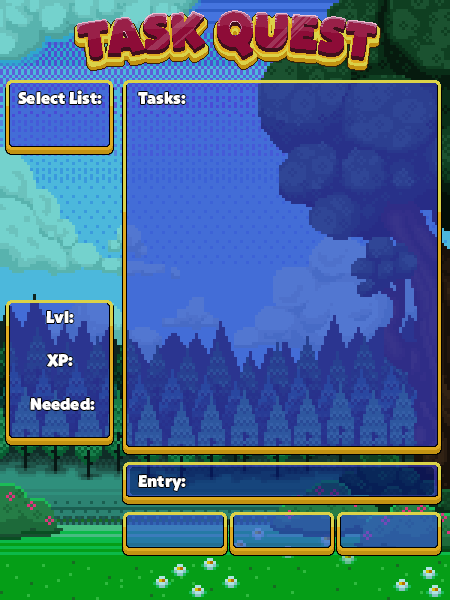 TASK QUEST
Select List:
Tasks:
Lvl:
XP:
Needed:
Entry: